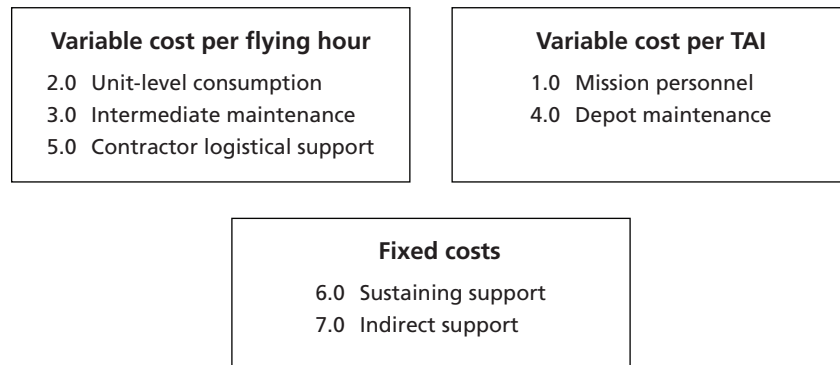 Variable cost per flying hour
2.0 Unit-level consumption
3.0 Intermediate maintenance
5.0 Contractor logistical support
Variable cost per TAI
1.0 Mission personnel
4.0 Depot maintenance
Fixed costs
6.0 Sustaining support
7.0 Indirect support